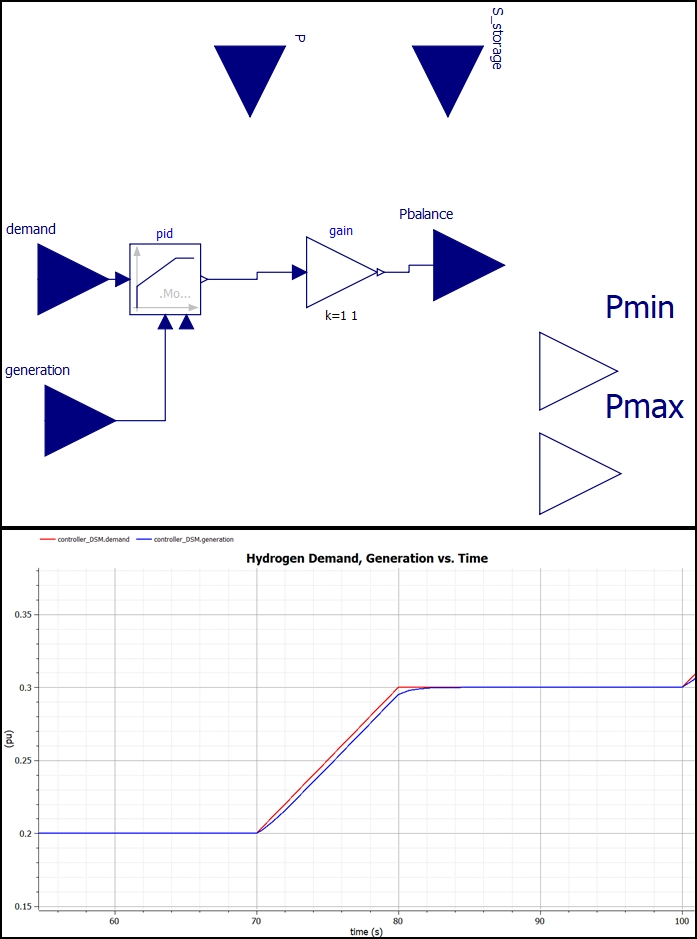 P
S_storage
demand
pid
gain
Pbalance
.Mo...
k=1 1
Pmin
generation
Pmax
controller_DSM.demand controller_DSM.generation
Hydrogen Demand, Generation vs. Time
0.35
0.3
0.25
0.2
0.15
(pu)
60 70 80 90 100
time (s)